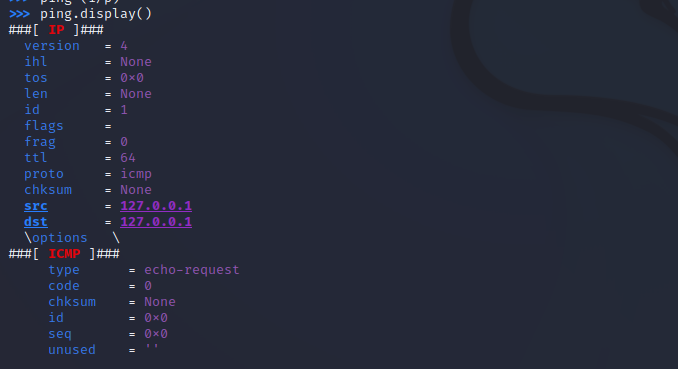 >>> ping.display()
###[ IP ]###
  version   = 4
  ihl       = None
  tos       = 0×0
  len       = None
  id        = 1
  flags     =
  frag      = 0
  ttl       = 64
  proto     = icmp
  chksum    = None
  src       = 127.0.0.1
  dst       = 127.0.0.1
  \options   \
###[ ICMP ]###
     type      = echo-request
     code      = 0
     chksum    = None
     id        = 0×0
     seq       = 0×0
     unused    = ''